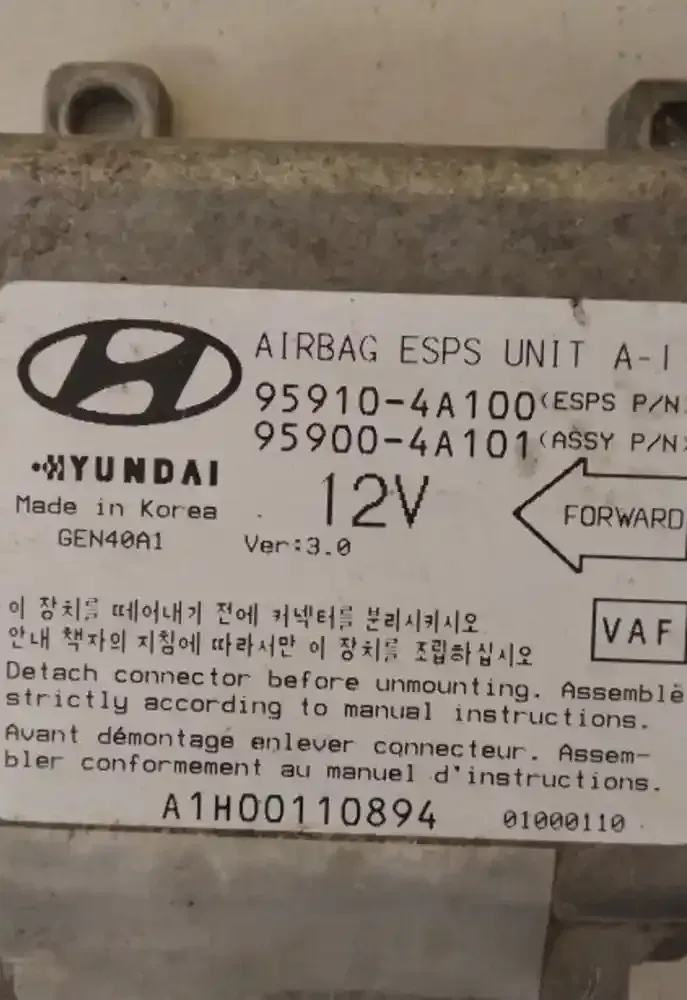 AIRBAG ESPS UNIT A-I
95910-4A100(ESPS P/N)
95900-4A101(ASSY P/N)
HYUNDAI
12V
FORWARD
Made in Korea
GEN40A1
Ver:3.0
이 장치를 떼어내기 전에 커넥터를 분리시키시오
안내 책자의 지침에 따라서만 이 장치를 조립하십시오
VAF
Detach connector before unmounting. Assemble
strictly according to manual instructions.
Avant démontage enlever connecteur. Assem-
bler conformement au manuel d'instructions.
A1H00110894
01000110